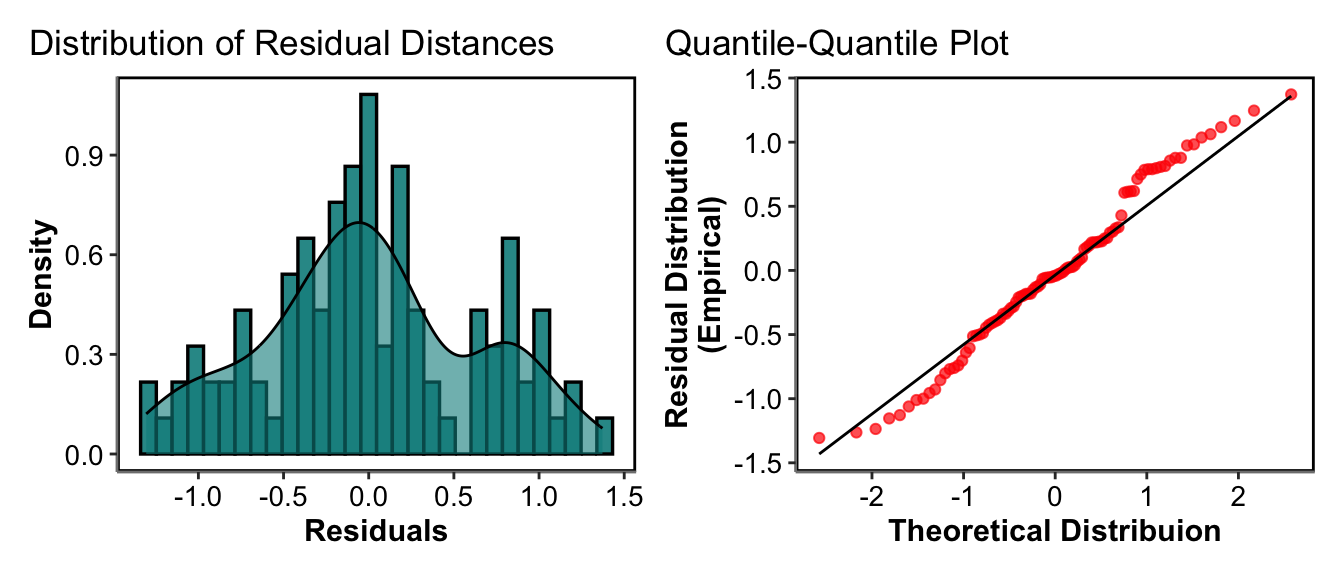 Distribution of Residual Distances
Density
0.9
0.6
0.3
0.0
-1.0 -0.5 0.0 0.5 1.0 1.5
Residuals
Quantile-Quantile Plot
Residual Distribution
(Empirical)
1.5
1.0
0.5
0.0
-0.5
-1.0
-1.5
-2 -1 0 1 2
Theoretical Distribuion